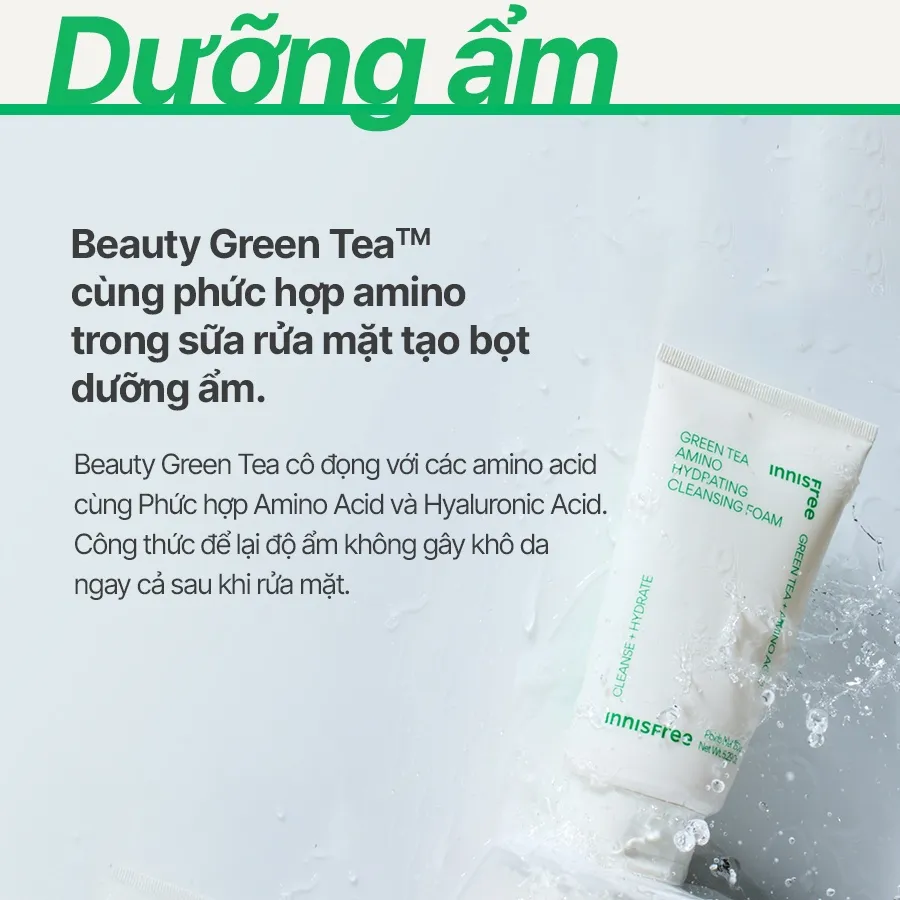 Dưỡng ẩm
Beauty Green Tea™
cùng phức hợp amino
trong sữa rửa mặt tạo bọt
dưỡng ẩm.
Beauty Green Tea cô đọng với các amino acid
cùng Phức hợp Amino Acid và Hyaluronic Acid.
Công thức để lại độ ẩm không gây khô da
ngay cả sau khi rửa mặt.
GREEN TEA
AMINO
HYDRATING
CLEANSING FOAM
INNISFree
GREEN TEA + AMINO
CLEANSE + HYDRATE
INNISFree
Net Wt.